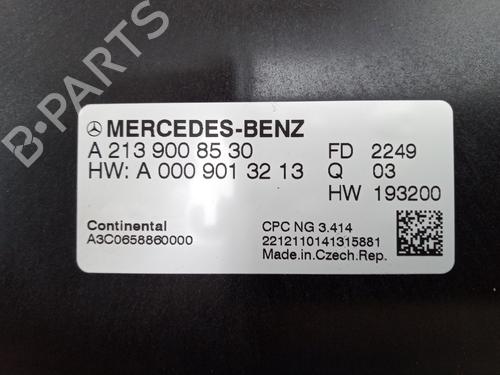 B-PARTS
MERCEDES-BENZ
A 213 900 85 30 FD 2249
HW: A 000 901 32 13 Q 03
HW 193200
Continental CPC NG 3.414
A3C0658860000 2212110141315881
Made.in.Czech.Rep.